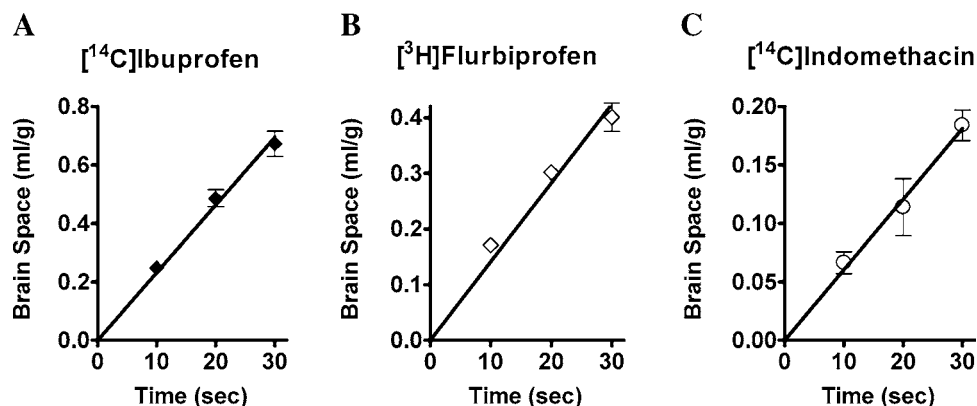 A
[¹⁴C]Ibuprofen
Brain Space (ml/g)
0.8
0.6
0.4
0.2
0.0
0 10 20 30
Time (sec)
B
[³H]Flurbiprofen
Brain Space (ml/g)
0.4
0.3
0.2
0.1
0.0
0 10 20 30
Time (sec)
C
[¹⁴C]Indomethacin
Brain Space (ml/g)
0.20
0.15
0.10
0.05
0.00
0 10 20 30
Time (sec)